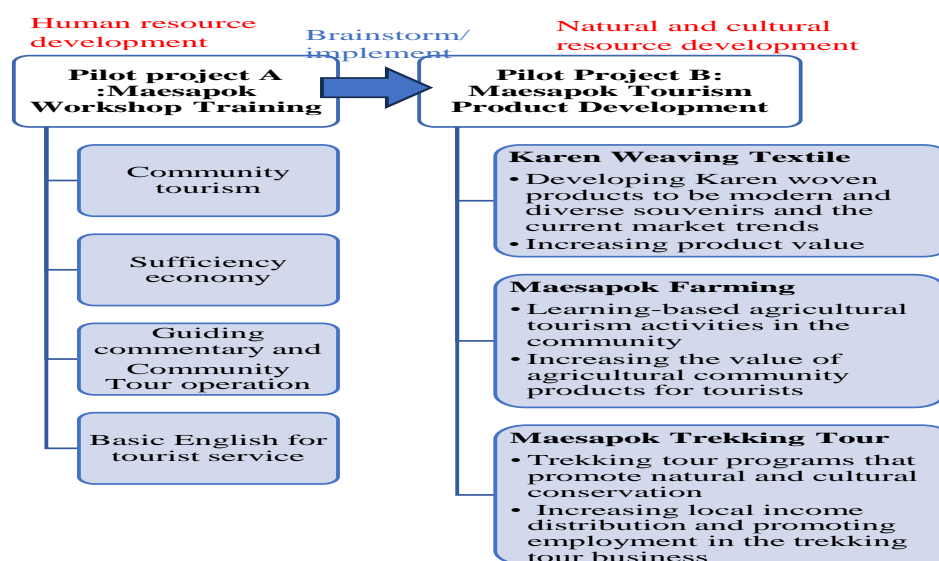 Human resource
development
Pilot project A
:Maesapok
Workshop Training
Community
tourism
Sufficiency
economy
Guiding
commentary and
Community
Tour operation
Basic English for
tourist service
Brainstorm/
implement
Natural and cultural
resource development
Pilot Project B:
Maesapok Tourism
Product Development
Karen Weaving Textile
• Developing Karen woven
products to be modern and
diverse souvenirs and the
current market trends
• Increasing product value
Maesapok Farming
• Learning-based agricultural
tourism activities in the
community
• Increasing the value of
agricultural community
products for tourists
Maesapok Trekking Tour
• Trekking tour programs that
promote natural and cultural
conservation
• Increasing local income
distribution and promoting
employment in the trekking
tour business